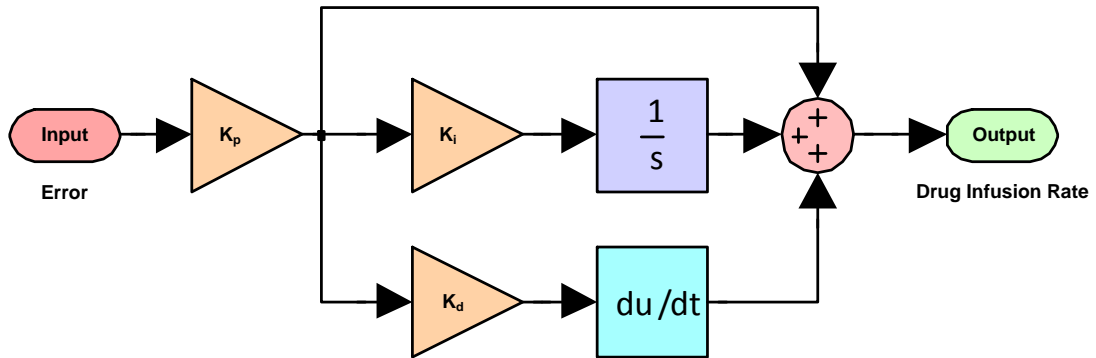 Input
Error
Kp
Ki
1
s
+
+
+
Output
Drug Infusion Rate
Kd
du/dt